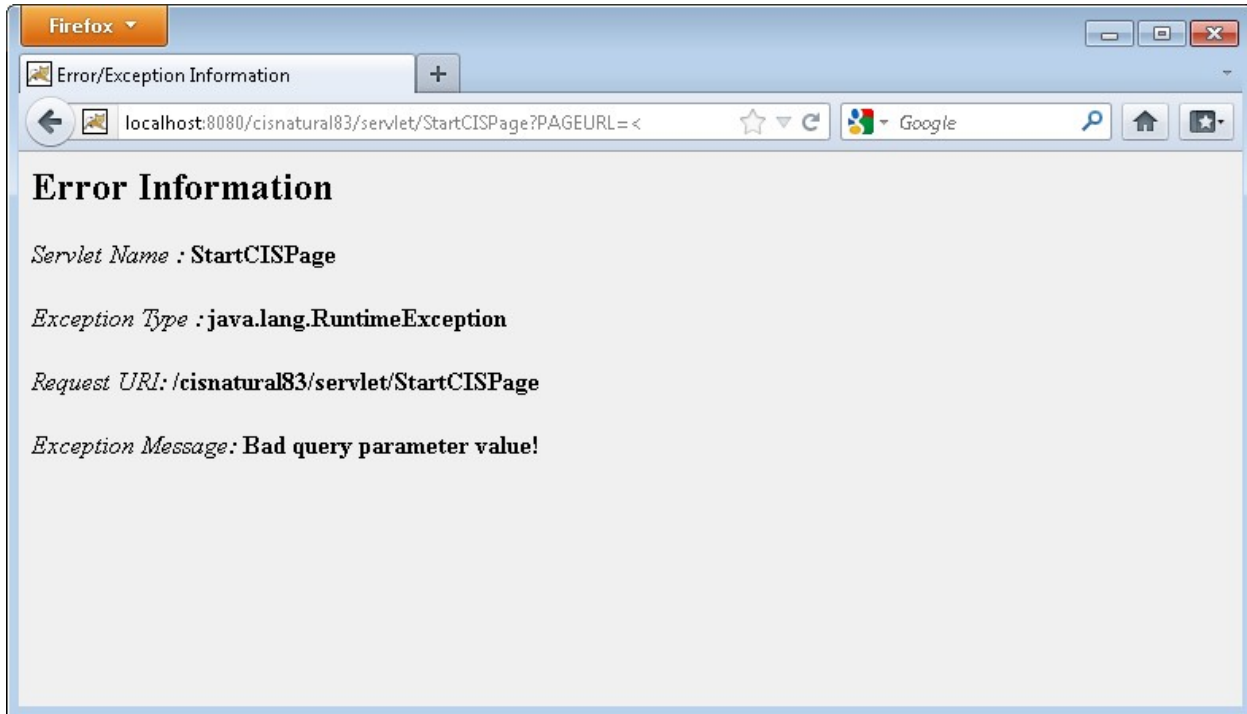 Firefox
Error/Exception Information
localhost:8080/cisnatural83/servlet/StartCISPage?PAGEURL=<
Google
Error Information
Servlet Name : StartCISPage
Exception Type :java.lang.RuntimeException
Request URI: /cisnatural83/servlet/StartCISPage
Exception Message: Bad query parameter value!